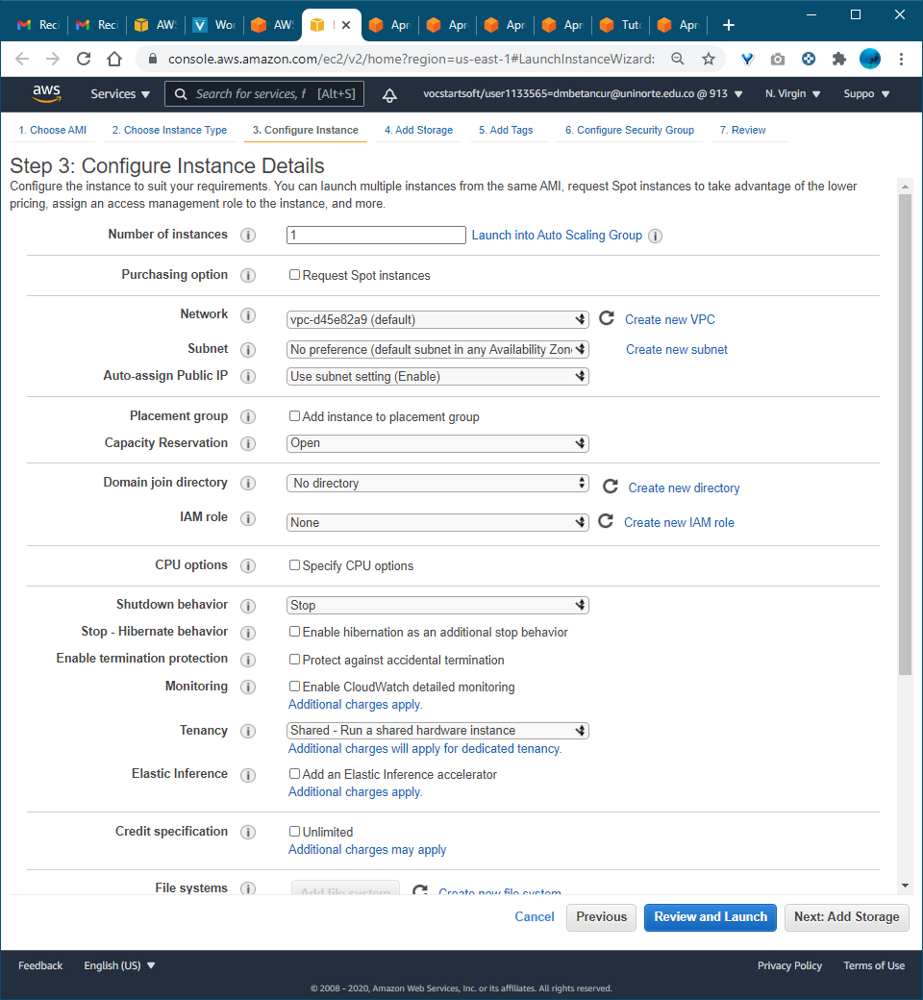 Reci
Reci
AWS
Wor
AWS
Apre
Apr
Apr
Apr
Tuto
Apr
console.aws.amazon.com/ec2/v2/home?region=us-east-1#LaunchInstanceWizard:
aws
Services
Search for services, f [Alt+S]
vocstartsoft/user1133565=dmbetancur@uninorte.edu.co @ 913
N. Virgin
Suppo
1. Choose AMI
2. Choose Instance Type
3. Configure Instance
4. Add Storage
5. Add Tags
6. Configure Security Group
7. Review
Step 3: Configure Instance Details
Configure the instance to suit your requirements. You can launch multiple instances from the same AMI, request Spot instances to take advantage of the lower
pricing, assign an access management role to the instance, and more.
Number of instances
1
Launch into Auto Scaling Group
Purchasing option
Request Spot instances
Network
vpc-d45e82a9 (default)
Create new VPC
Subnet
No preference (default subnet in any Availability Zon
Create new subnet
Auto-assign Public IP
Use subnet setting (Enable)
Placement group
Add instance to placement group
Capacity Reservation
Open
Domain join directory
No directory
Create new directory
IAM role
None
Create new IAM role
CPU options
Specify CPU options
Shutdown behavior
Stop
Stop - Hibernate behavior
Enable hibernation as an additional stop behavior
Enable termination protection
Protect against accidental termination
Monitoring
Enable CloudWatch detailed monitoring
Additional charges apply.
Tenancy
Shared - Run a shared hardware instance
Additional charges will apply for dedicated tenancy.
Elastic Inference
Add an Elastic Inference accelerator
Additional charges apply.
Credit specification
Unlimited
Additional charges may apply
File systems
Add file system
Create new file system
Cancel
Previous
Review and Launch
Next: Add Storage
Feedback
English (US)
Privacy Policy
Terms of Use
© 2008 - 2020, Amazon Web Services, Inc. or its affiliates. All rights reserved.